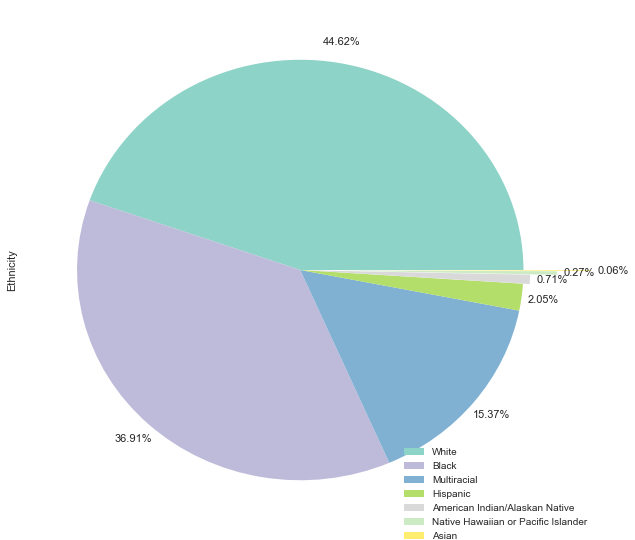 44.62%
Ethnicity
0.06%
0.27%
0.71%
2.05%
15.37%
36.91%
White
Black
Multiracial
Hispanic
American Indian/Alaskan Native
Native Hawaiian or Pacific Islander
Asian